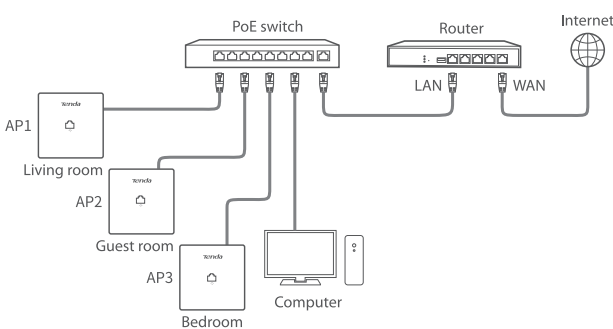 PoE switch
Router
Internet
LAN
WAN
Tenda
AP1
Living room
Tenda
AP2
Guest room
Tenda
AP3
Bedroom
Computer